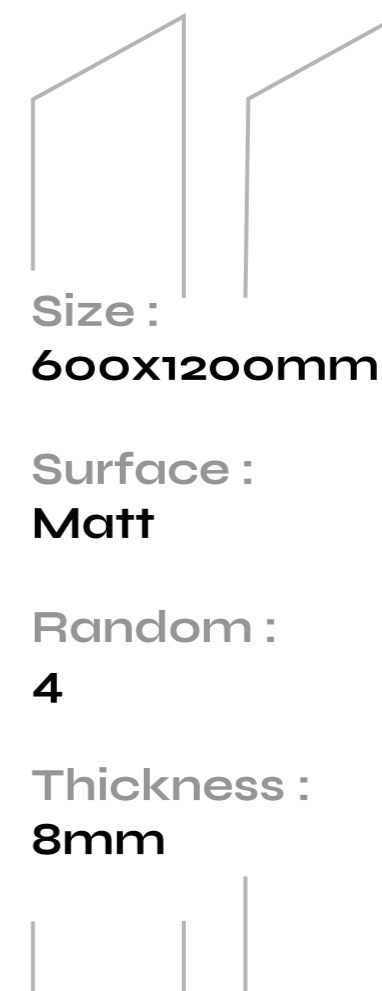 Size :
600x1200mm
Surface :
Matt
Random :
4
Thickness :
8mm